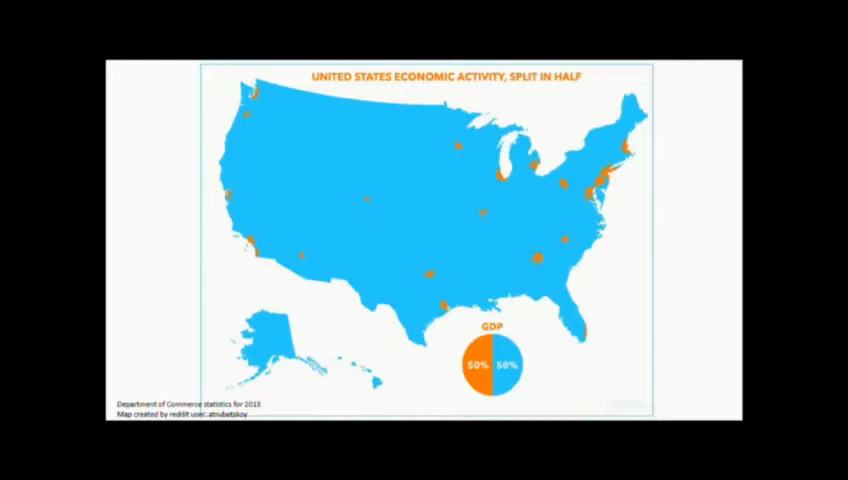 UNITED STATES ECONOMIC ACTIVITY, SPLIT IN HALF
GDP
50% 50%
Department of Commerce statistics for 2013
Map created by reddit user: atrubetskoy